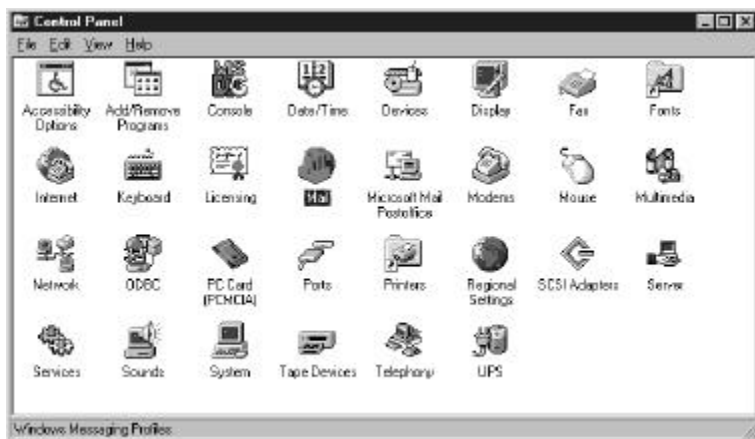 Control Panel
File Edit View Help
Accessibility Options
Add/Remove Programs
Console
Date/Time
Devices
Display
Fax
Fonts
Internet
Keyboard
Licensing
Mail
Microsoft Mail Postoffice
Modems
Mouse
Multimedia
Network
ODBC
PC Card (PCMCIA)
Ports
Printers
Regional Settings
SCSI Adapters
Server
Services
Sounds
System
Tape Devices
Telephony
UPS
Windows Messaging Profiles